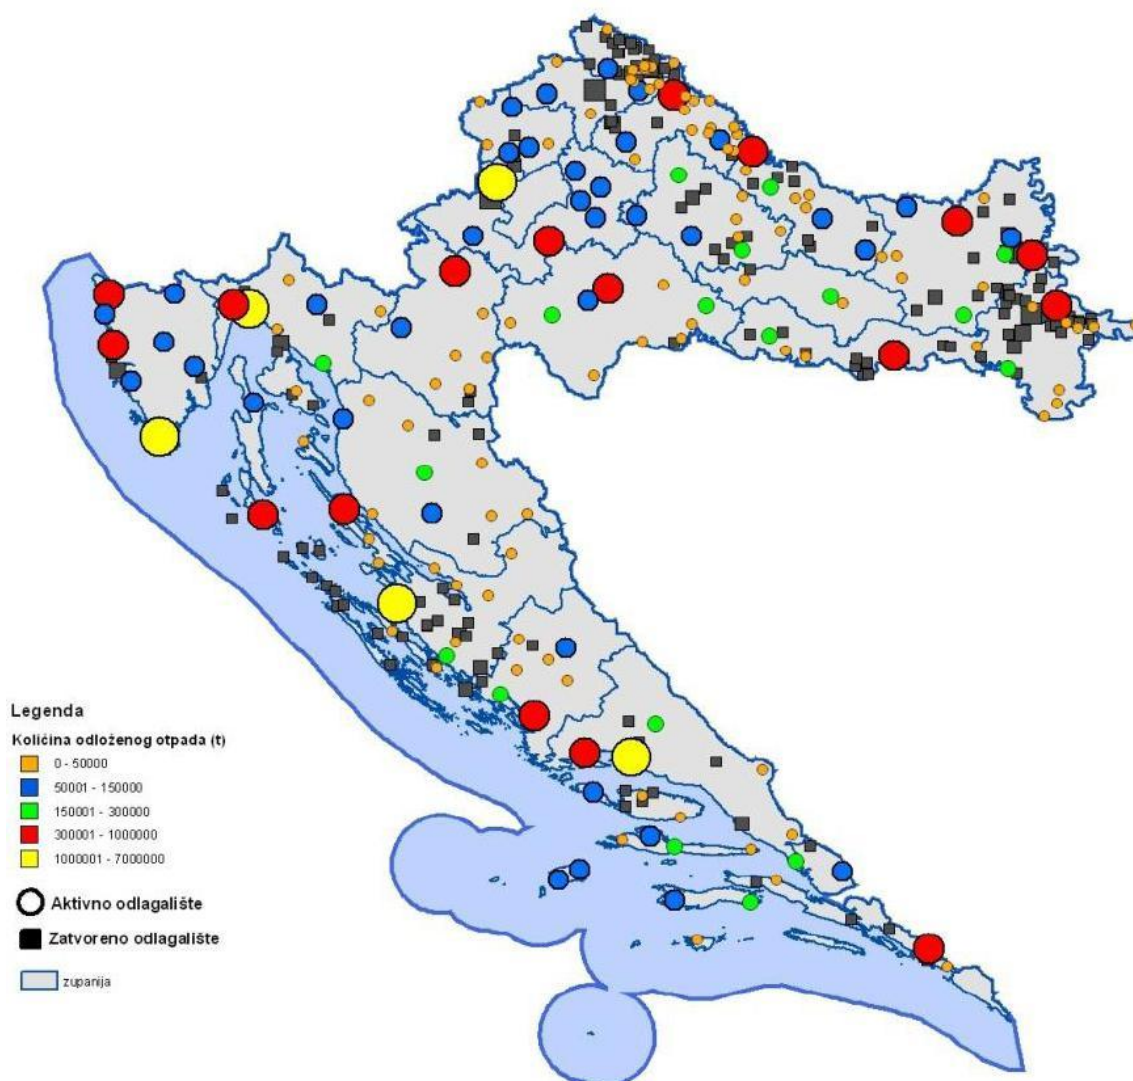 Legenda
Količina odloženog otpada (t)
0 - 50000
50001 - 150000
150001 - 300000
300001 - 1000000
1000001 - 7000000
Aktivno odlagalište
Zatvoreno odlagalište
zupanija